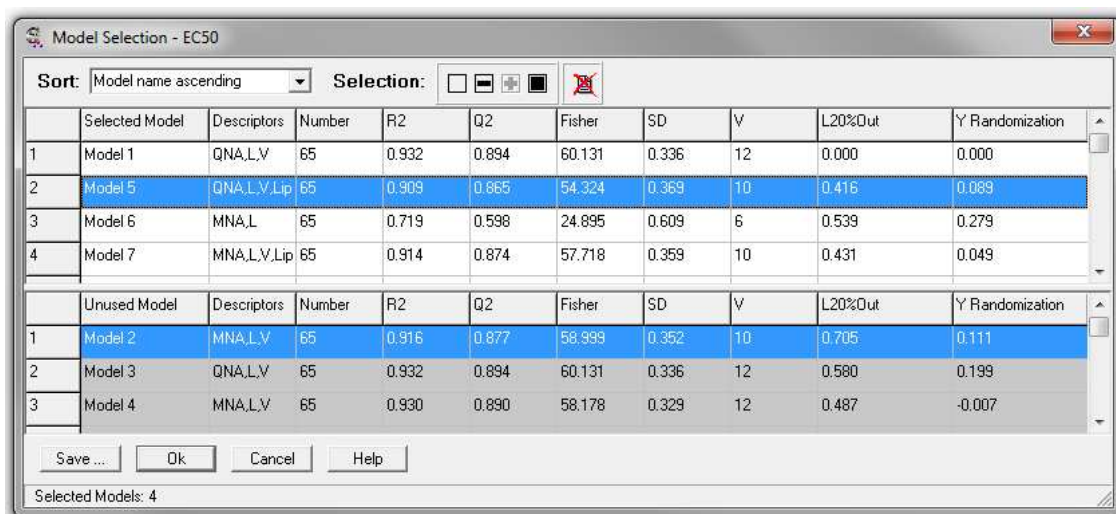 Model Selection - EC50
Sort: Model name ascending Selection:
Selected Model Descriptors Number R2 Q2 Fisher SD V L20%Out Y Randomization
1 Model 1 QNA,L,V 65 0.932 0.894 60.131 0.336 12 0.000 0.000
2 Model 5 QNA,L,V,Lip 65 0.909 0.865 54.324 0.369 10 0.416 0.089
3 Model 6 MNA,L 65 0.719 0.598 24.895 0.609 6 0.539 0.279
4 Model 7 MNA,L,V,Lip 65 0.914 0.874 57.718 0.359 10 0.431 0.049
Unused Model Descriptors Number R2 Q2 Fisher SD V L20%Out Y Randomization
1 Model 2 MNA,L,V 65 0.916 0.877 58.999 0.352 10 0.705 0.111
2 Model 3 QNA,L,V 65 0.932 0.894 60.131 0.336 12 0.580 0.199
3 Model 4 MNA,L,V 65 0.930 0.890 58.178 0.329 12 0.487 -0.007
Save ... Ok Cancel Help
Selected Models: 4